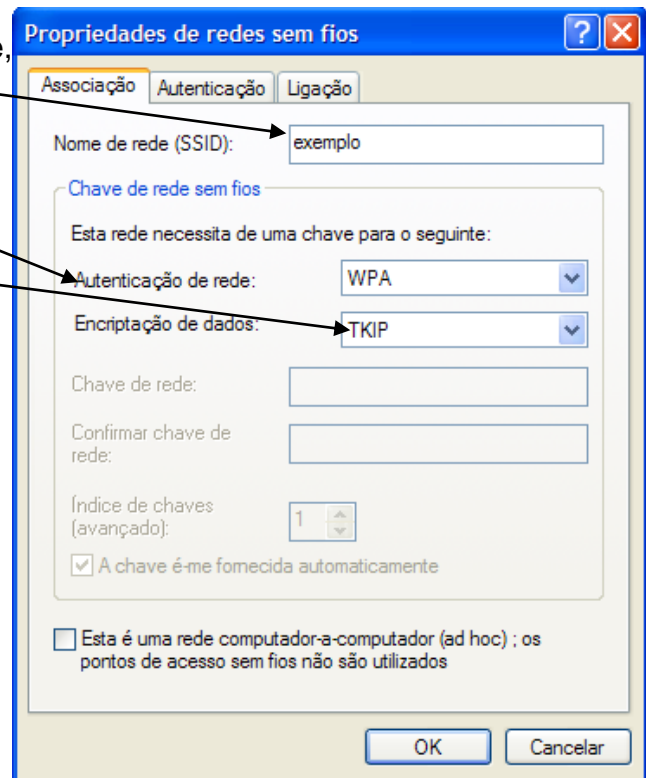 Propriedades de redes sem fios
e,
Associação Autenticação Ligação
Nome de rede (SSID): exemplo
Chave de rede sem fios
Esta rede necessita de uma chave para o seguinte:
Autenticação de rede: WPA
Encriptação de dados: TKIP
Chave de rede:
Confirmar chave de
rede:
Índice de chaves
(avançado): 1
A chave é-me fornecida automaticamente
Esta é uma rede computador-a-computador (ad hoc) ; os
pontos de acesso sem fios não são utilizados
OK Cancelar